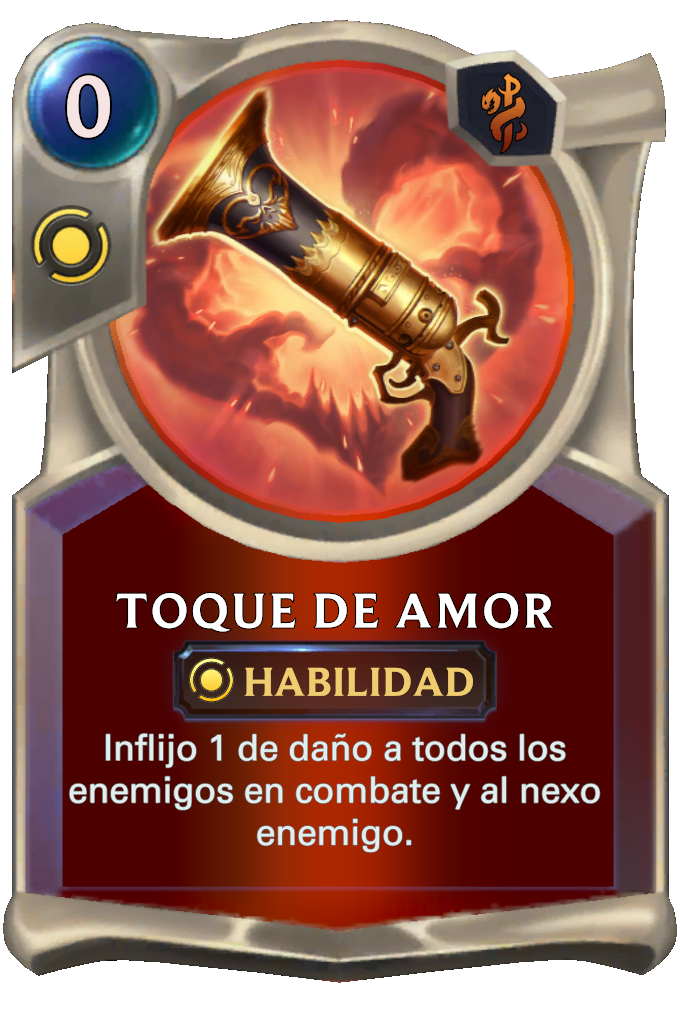 0
TOQUE DE AMOR
HABILIDAD
Inflijo 1 de daño a todos los
enemigos en combate y al nexo
enemigo.